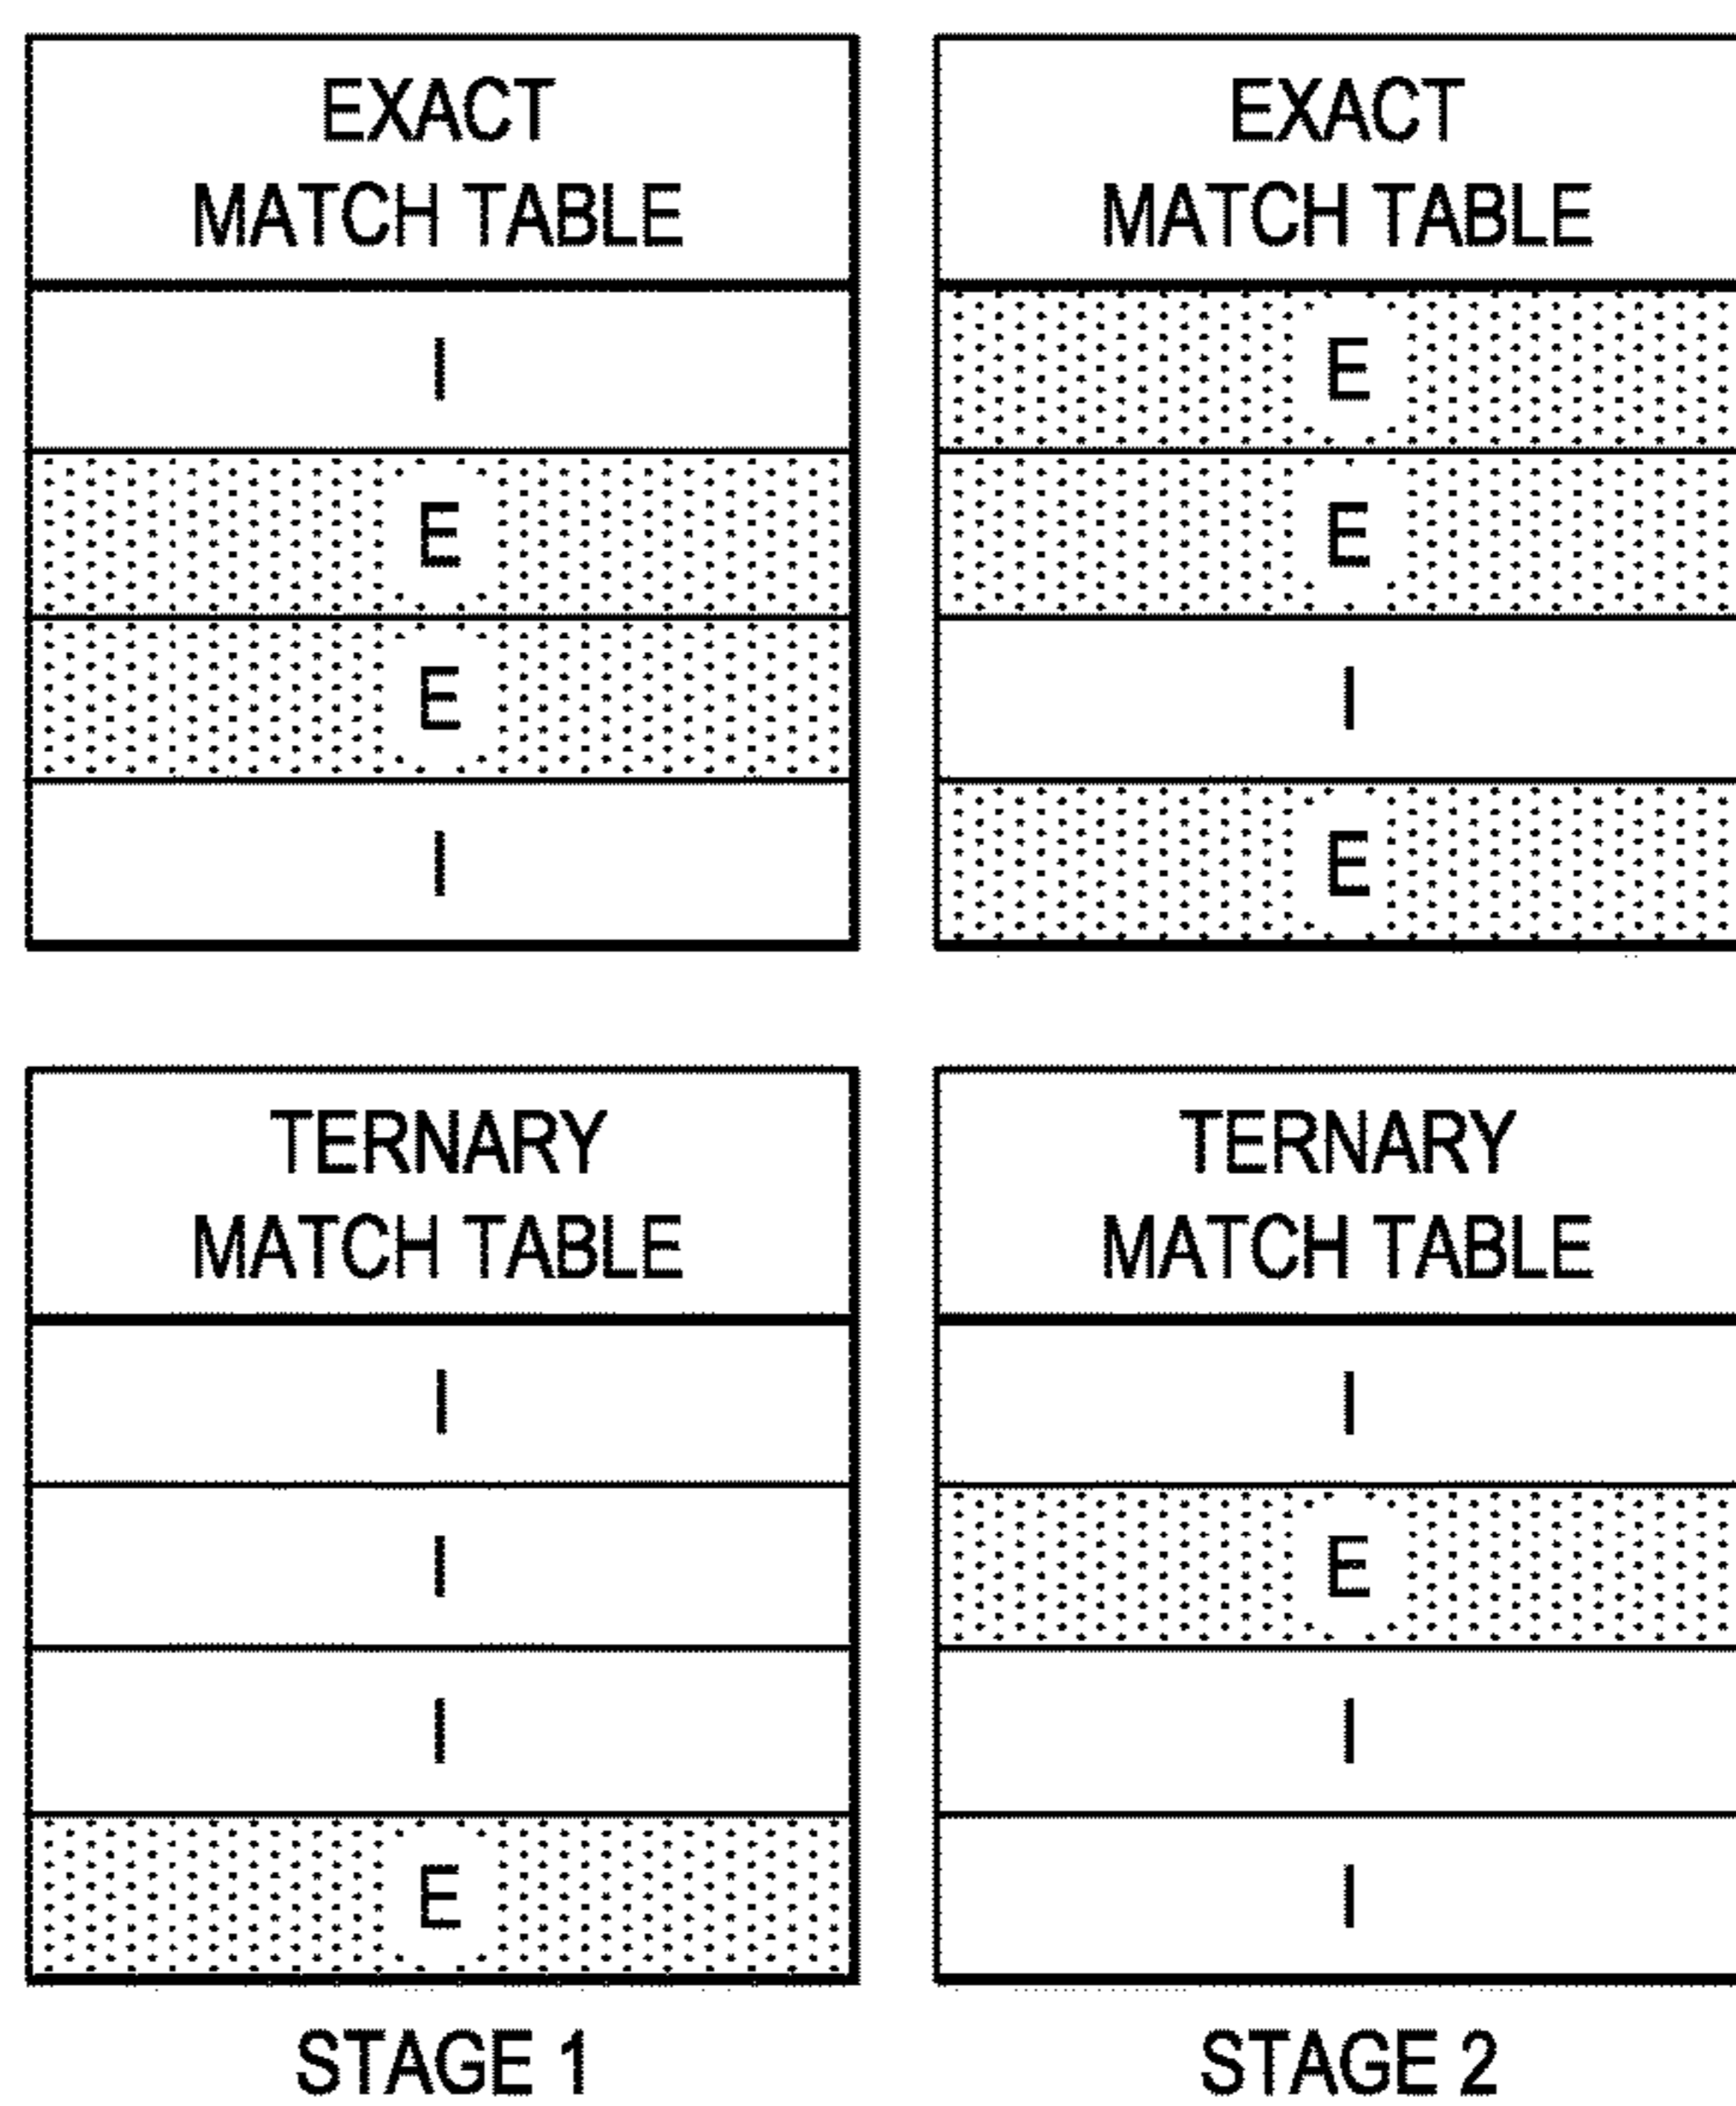 EXACT
MATCH TABLE
I
E
E
I
EXACT
MATCH TABLE
E
E
I
E
TERNARY
MATCH TABLE
I
I
I
E
STAGE 1
TERNARY
MATCH TABLE
I
E
I
I
STAGE 2